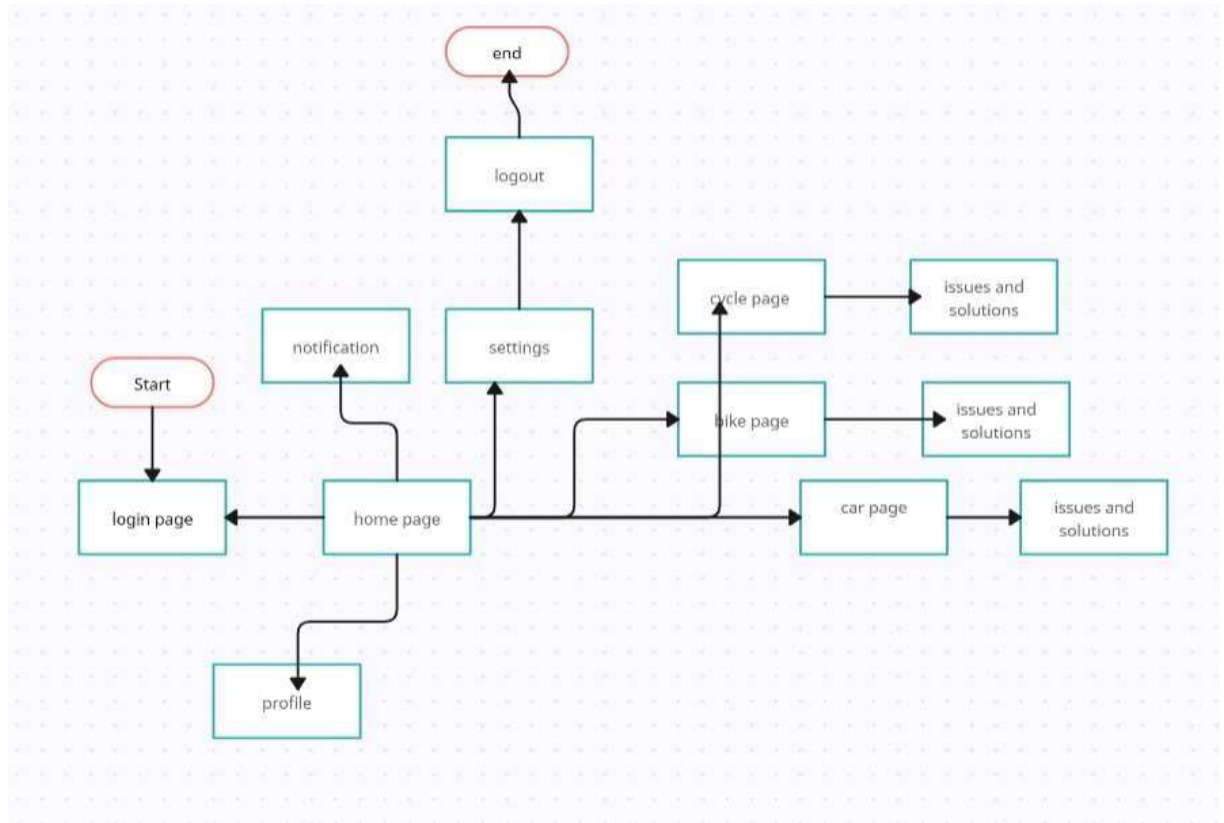 end
logout
cycle page
issues and
solutions
notification
settings
Start
bike page
issues and
solutions
login page
home page
car page
issues and
solutions
profile